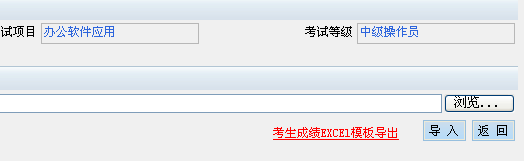 试项目 办公软件应用 考试等级 中级操作员
浏览...
考生成绩EXCEl模板导出 导 入 返 回